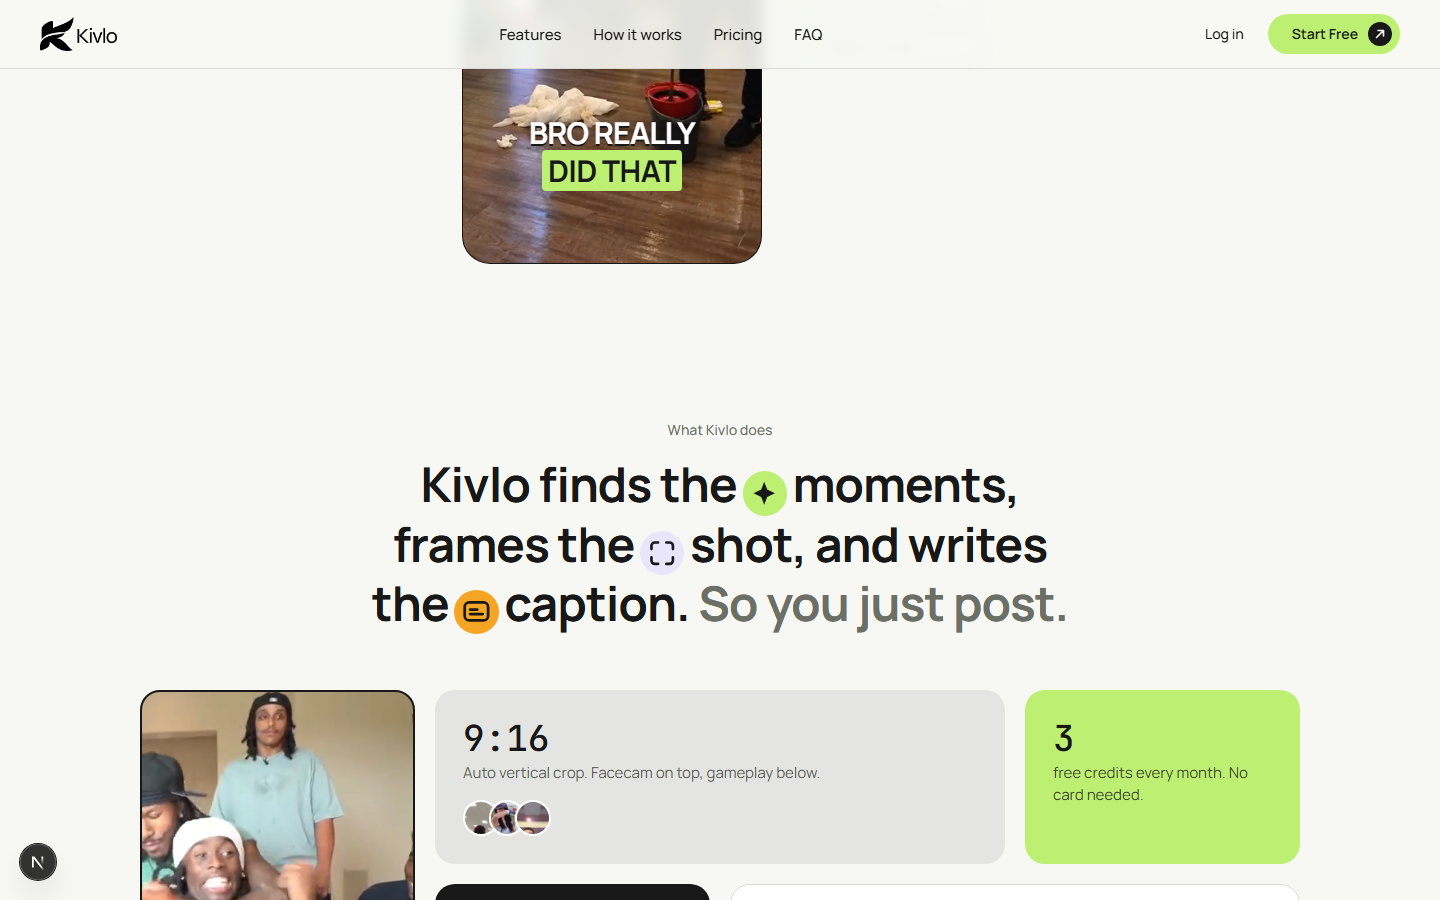 Kivlo
Features
How it works
Pricing
FAQ
Log in
Start Free
BRO REALLY
DID THAT
What Kivlo does
Kivlo finds the moments,
frames the shot, and writes
the caption. So you just post.
9:16
Auto vertical crop. Facecam on top, gameplay below.
3
free credits every month. No
card needed.
N